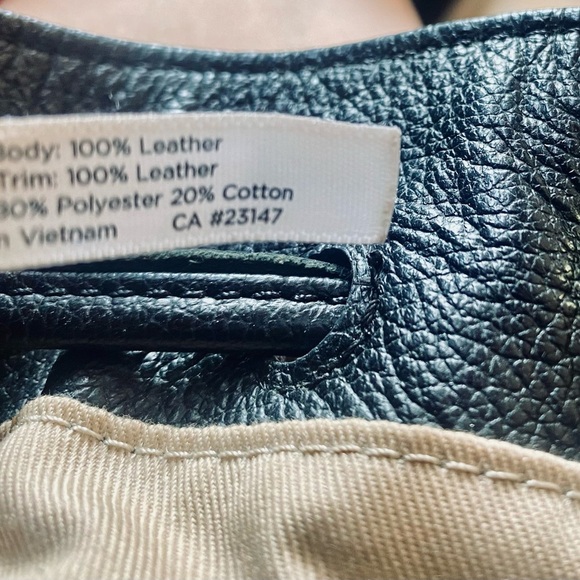 Body: 100% Leather
Trim: 100% Leather
80% Polyester 20% Cotton
n Vietnam CA #23147